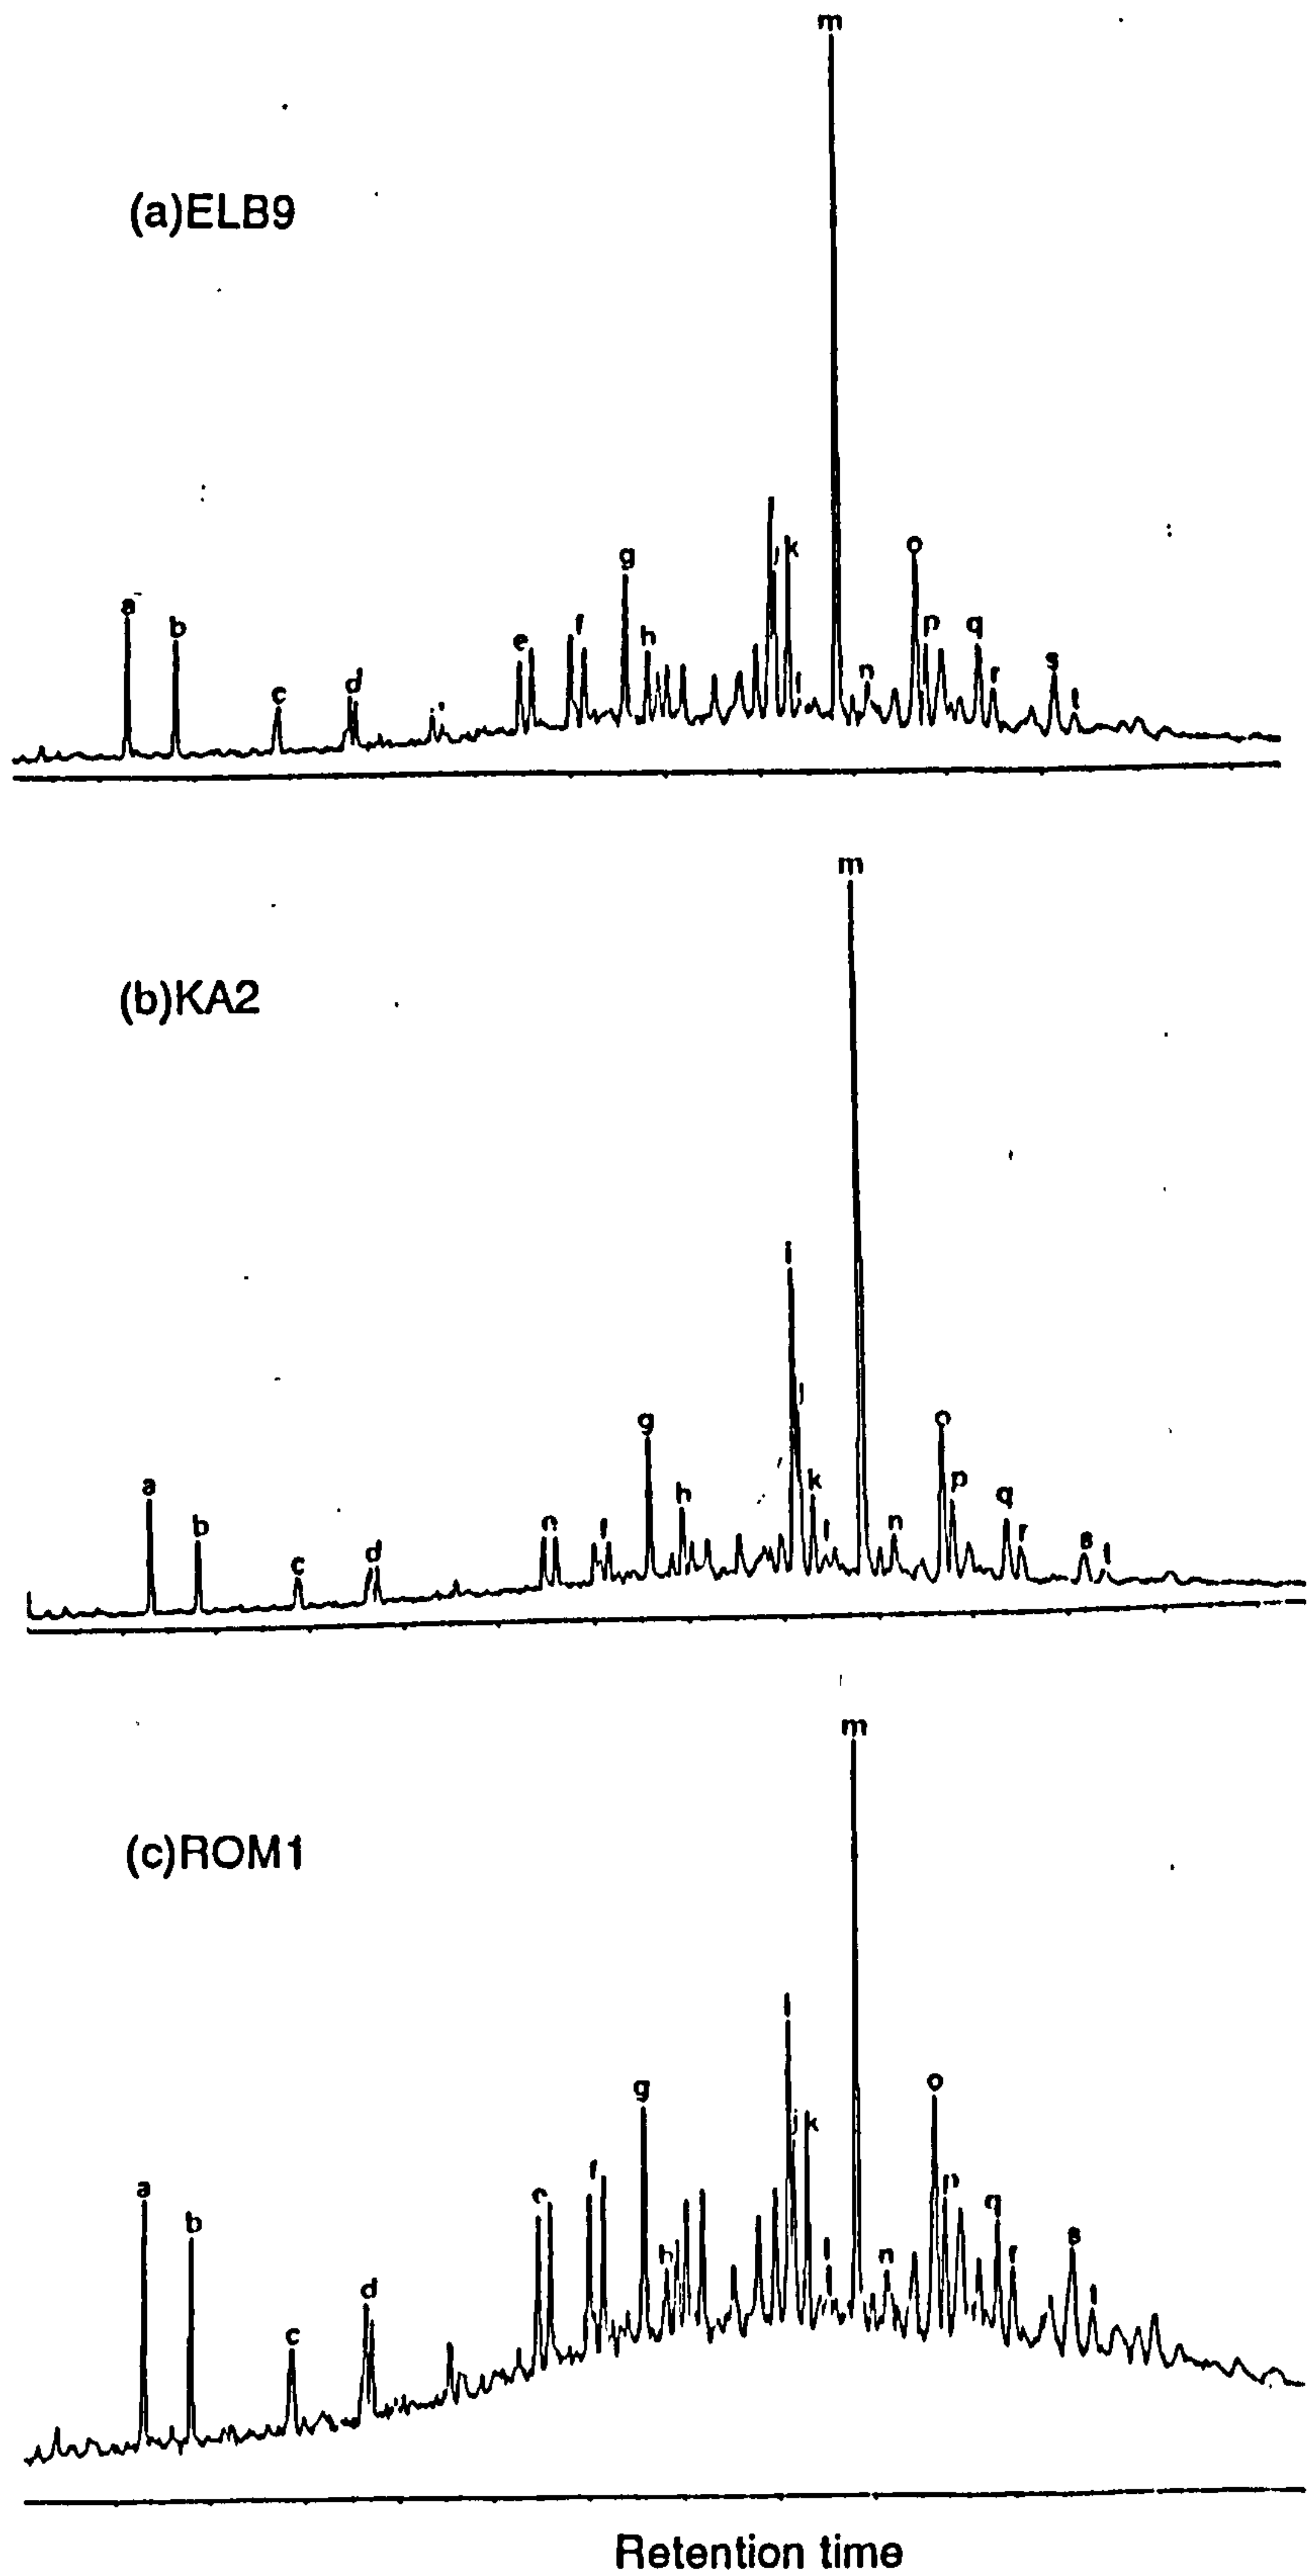 m
(a)ELB9
a
b
c
d
e
f
g
h
j
k
n
o
p
q
r
s
t
m
(b)KA2
a
b
c
d
n
f
g
h
i
j
k
l
n
o
p
q
r
s
t
m
(c)ROM1
a
b
c
d
e
f
g
h
i
j
k
l
n
o
p
q
r
s
t
Retention time